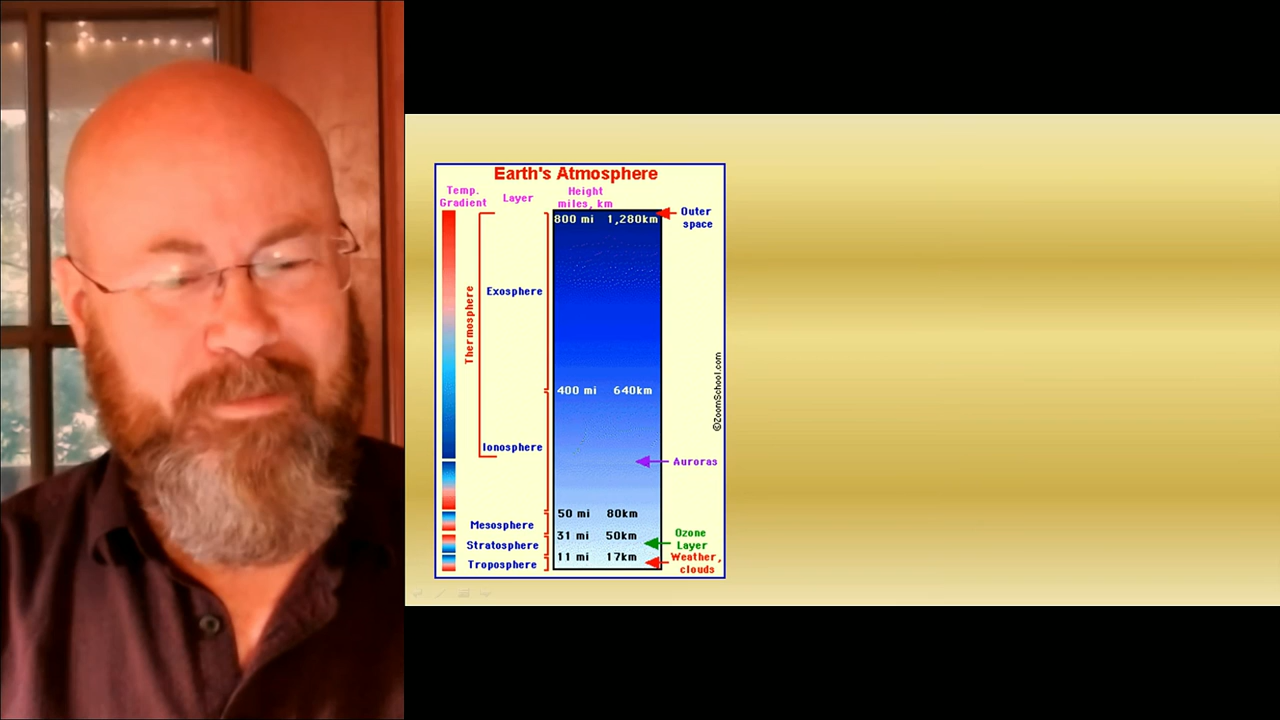 Earth's Atmosphere
Temp.
Gradient
Layer
Height
miles, km
800 mi 1,280km
Outer
space
Thermosphere
Exosphere
400 mi 640km
©ZoomSchool.com
Ionosphere
Auroras
50 mi 80km
Mesosphere
31 mi 50km
Ozone
Layer
Stratosphere
11 mi 17km
Weather,
clouds
Troposphere